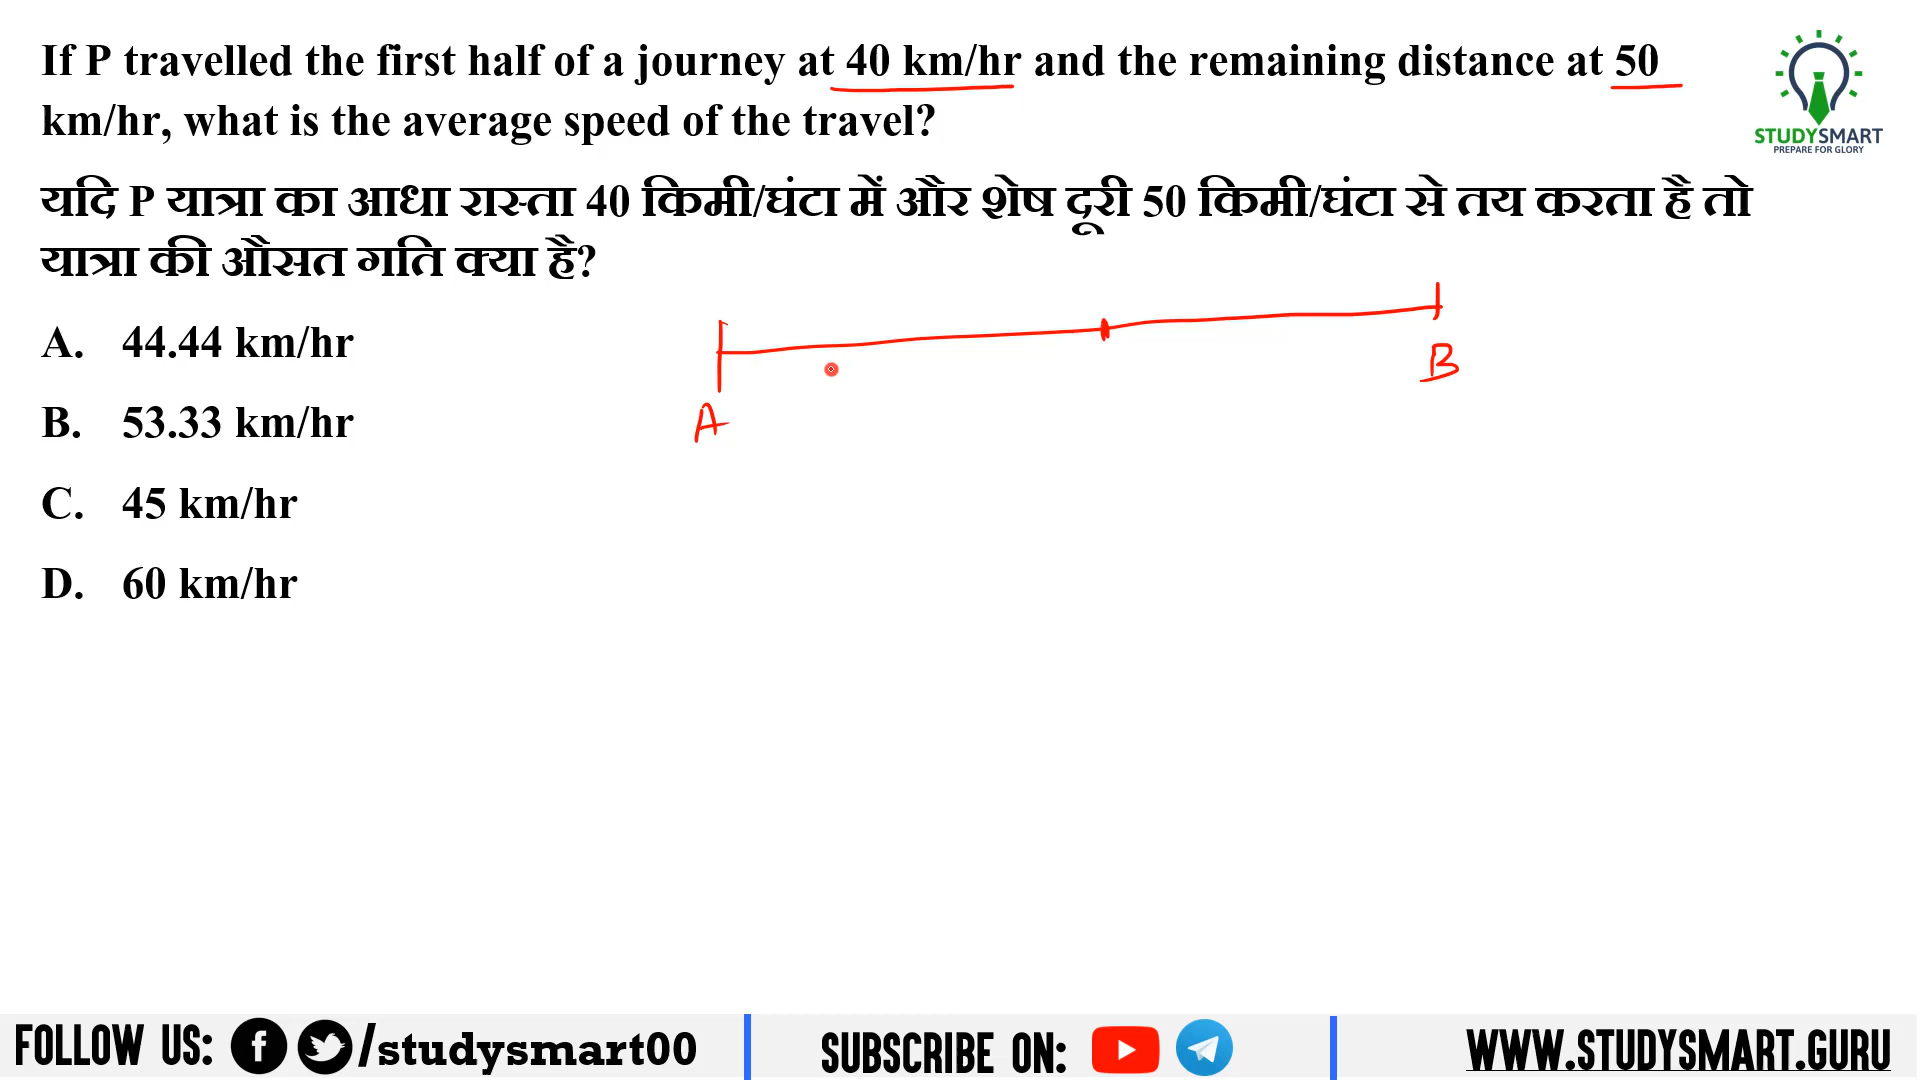 If P travelled the first half of a journey at 40 km/hr and the remaining distance at 50
km/hr, what is the average speed of the travel?
यदि P यात्रा का आधा रास्ता 40 किमी/घंटा में और शेष दूरी 50 किमी/घंटा से तय करता है तो
यात्रा की औसत गति क्या है?
A. 44.44 km/hr
B. 53.33 km/hr
C. 45 km/hr
D. 60 km/hr
A
B
STUDYSMART
PREPARE FOR GLORY
FOLLOW US: f /studysmart00
SUBSCRIBE ON:
WWW.STUDYSMART.GURU